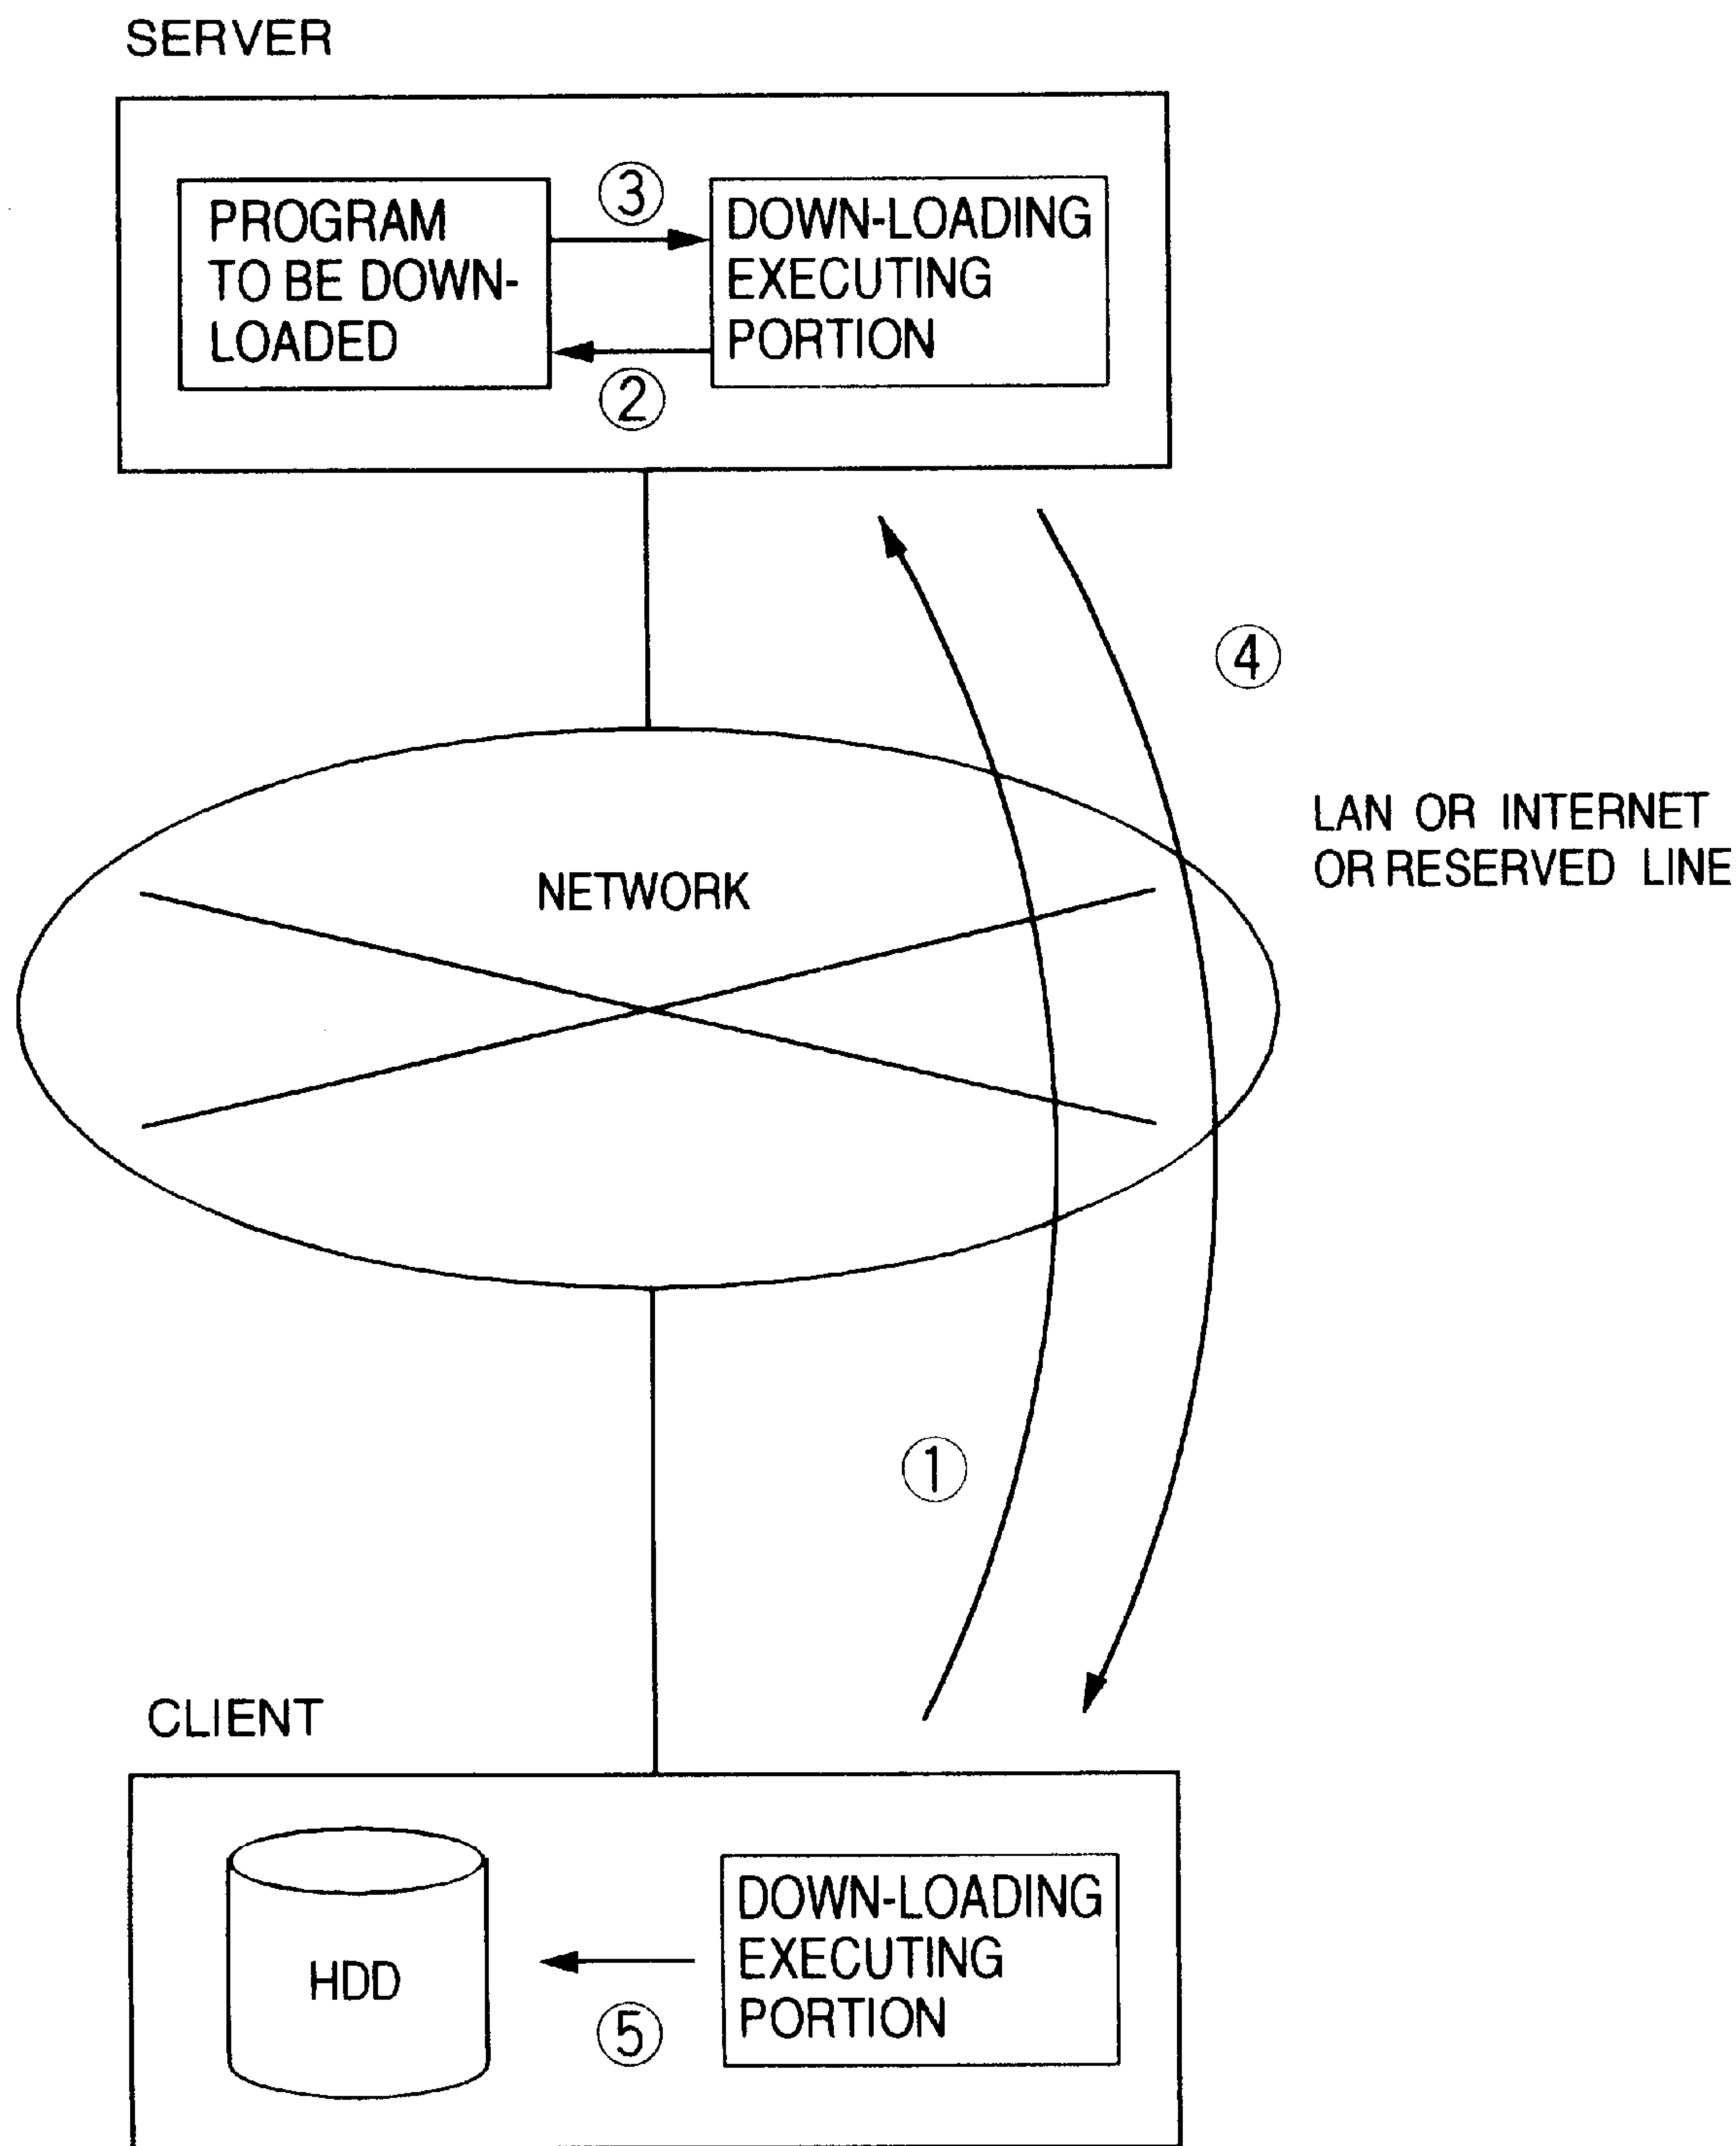 SERVER
PROGRAM
TO BE DOWN-
LOADED
③
②
DOWN-LOADING
EXECUTING
PORTION
④
LAN OR INTERNET
OR RESERVED LINE
NETWORK
①
CLIENT
HDD
⑤
DOWN-LOADING
EXECUTING
PORTION